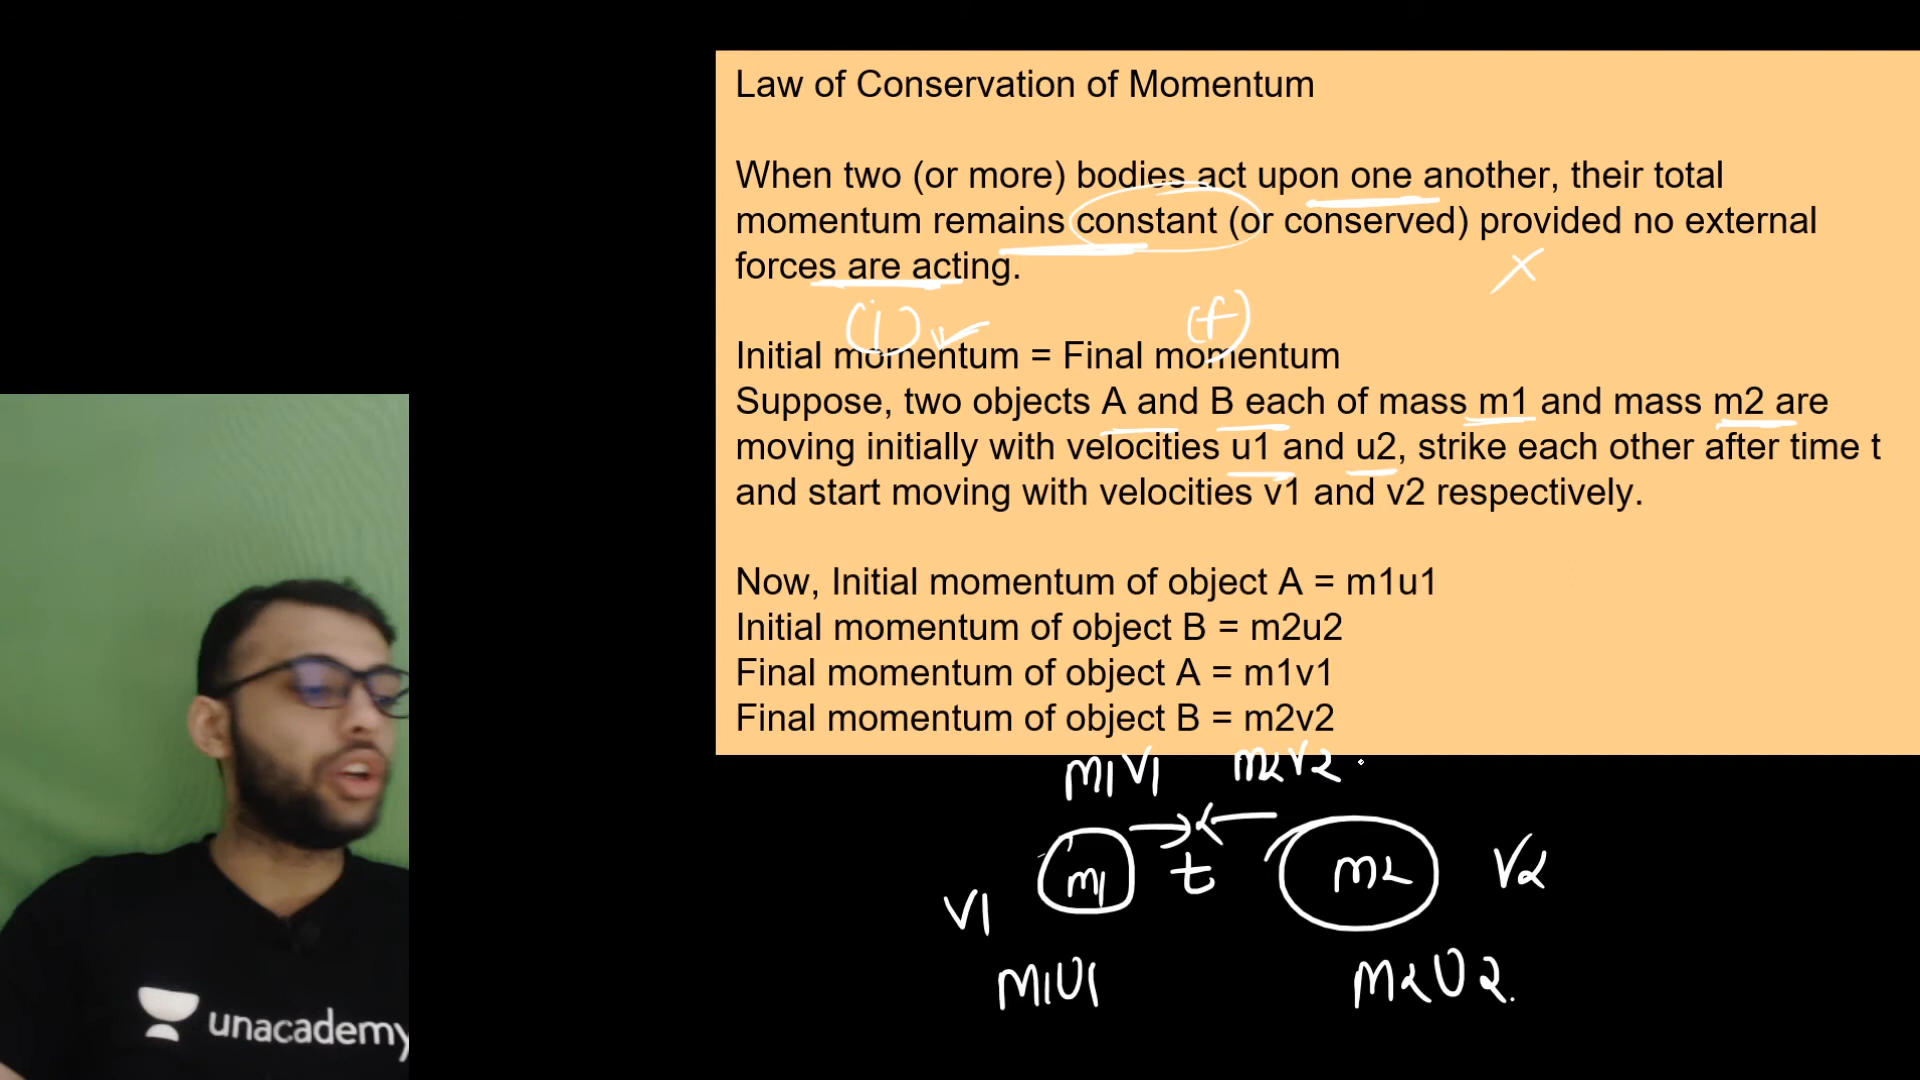 Law of Conservation of Momentum
When two (or more) bodies act upon one another, their total
momentum remains constant (or conserved) provided no external
forces are acting.
(i) (f)
Initial momentum = Final momentum
Suppose, two objects A and B each of mass m1 and mass m2 are
moving initially with velocities u1 and u2, strike each other after time t
and start moving with velocities v1 and v2 respectively.
Now, Initial momentum of object A = m1u1
Initial momentum of object B = m2u2
Final momentum of object A = m1v1
Final momentum of object B = m2v2
m1v1 m2v2.
v1 m1 t m2 v2
m1u1 m2u2.
unacademy